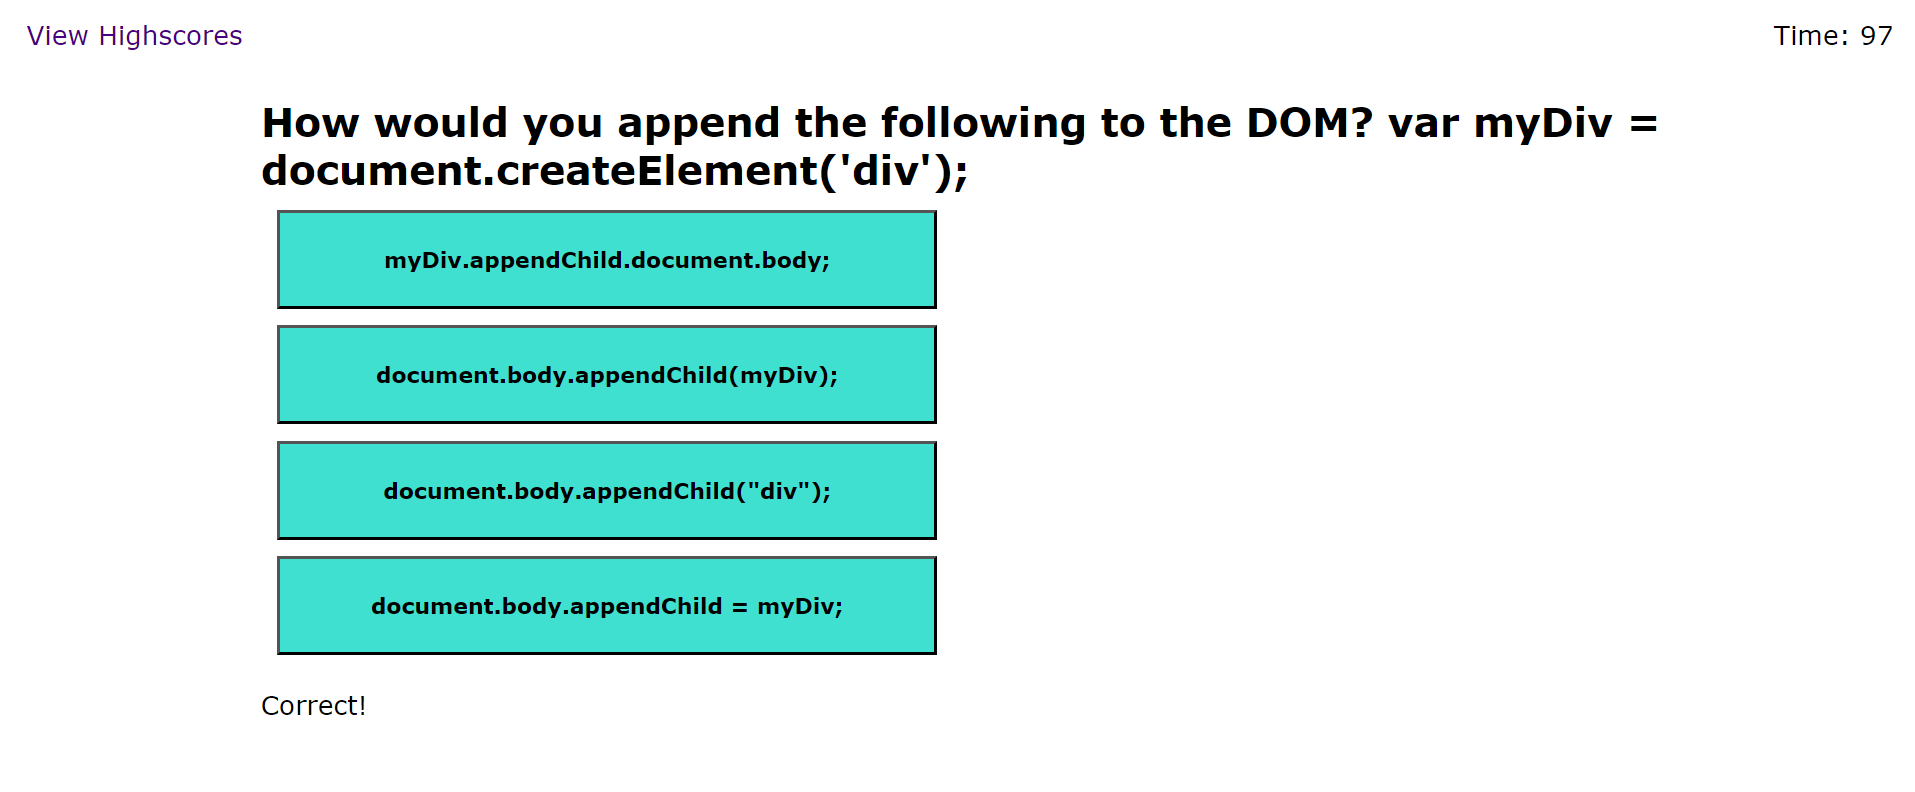 View Highscores
Time: 97
How would you append the following to the DOM? var myDiv =
document.createElement('div');
myDiv.appendChild.document.body;
document.body.appendChild(myDiv);
document.body.appendChild("div");
document.body.appendChild = myDiv;
Correct!